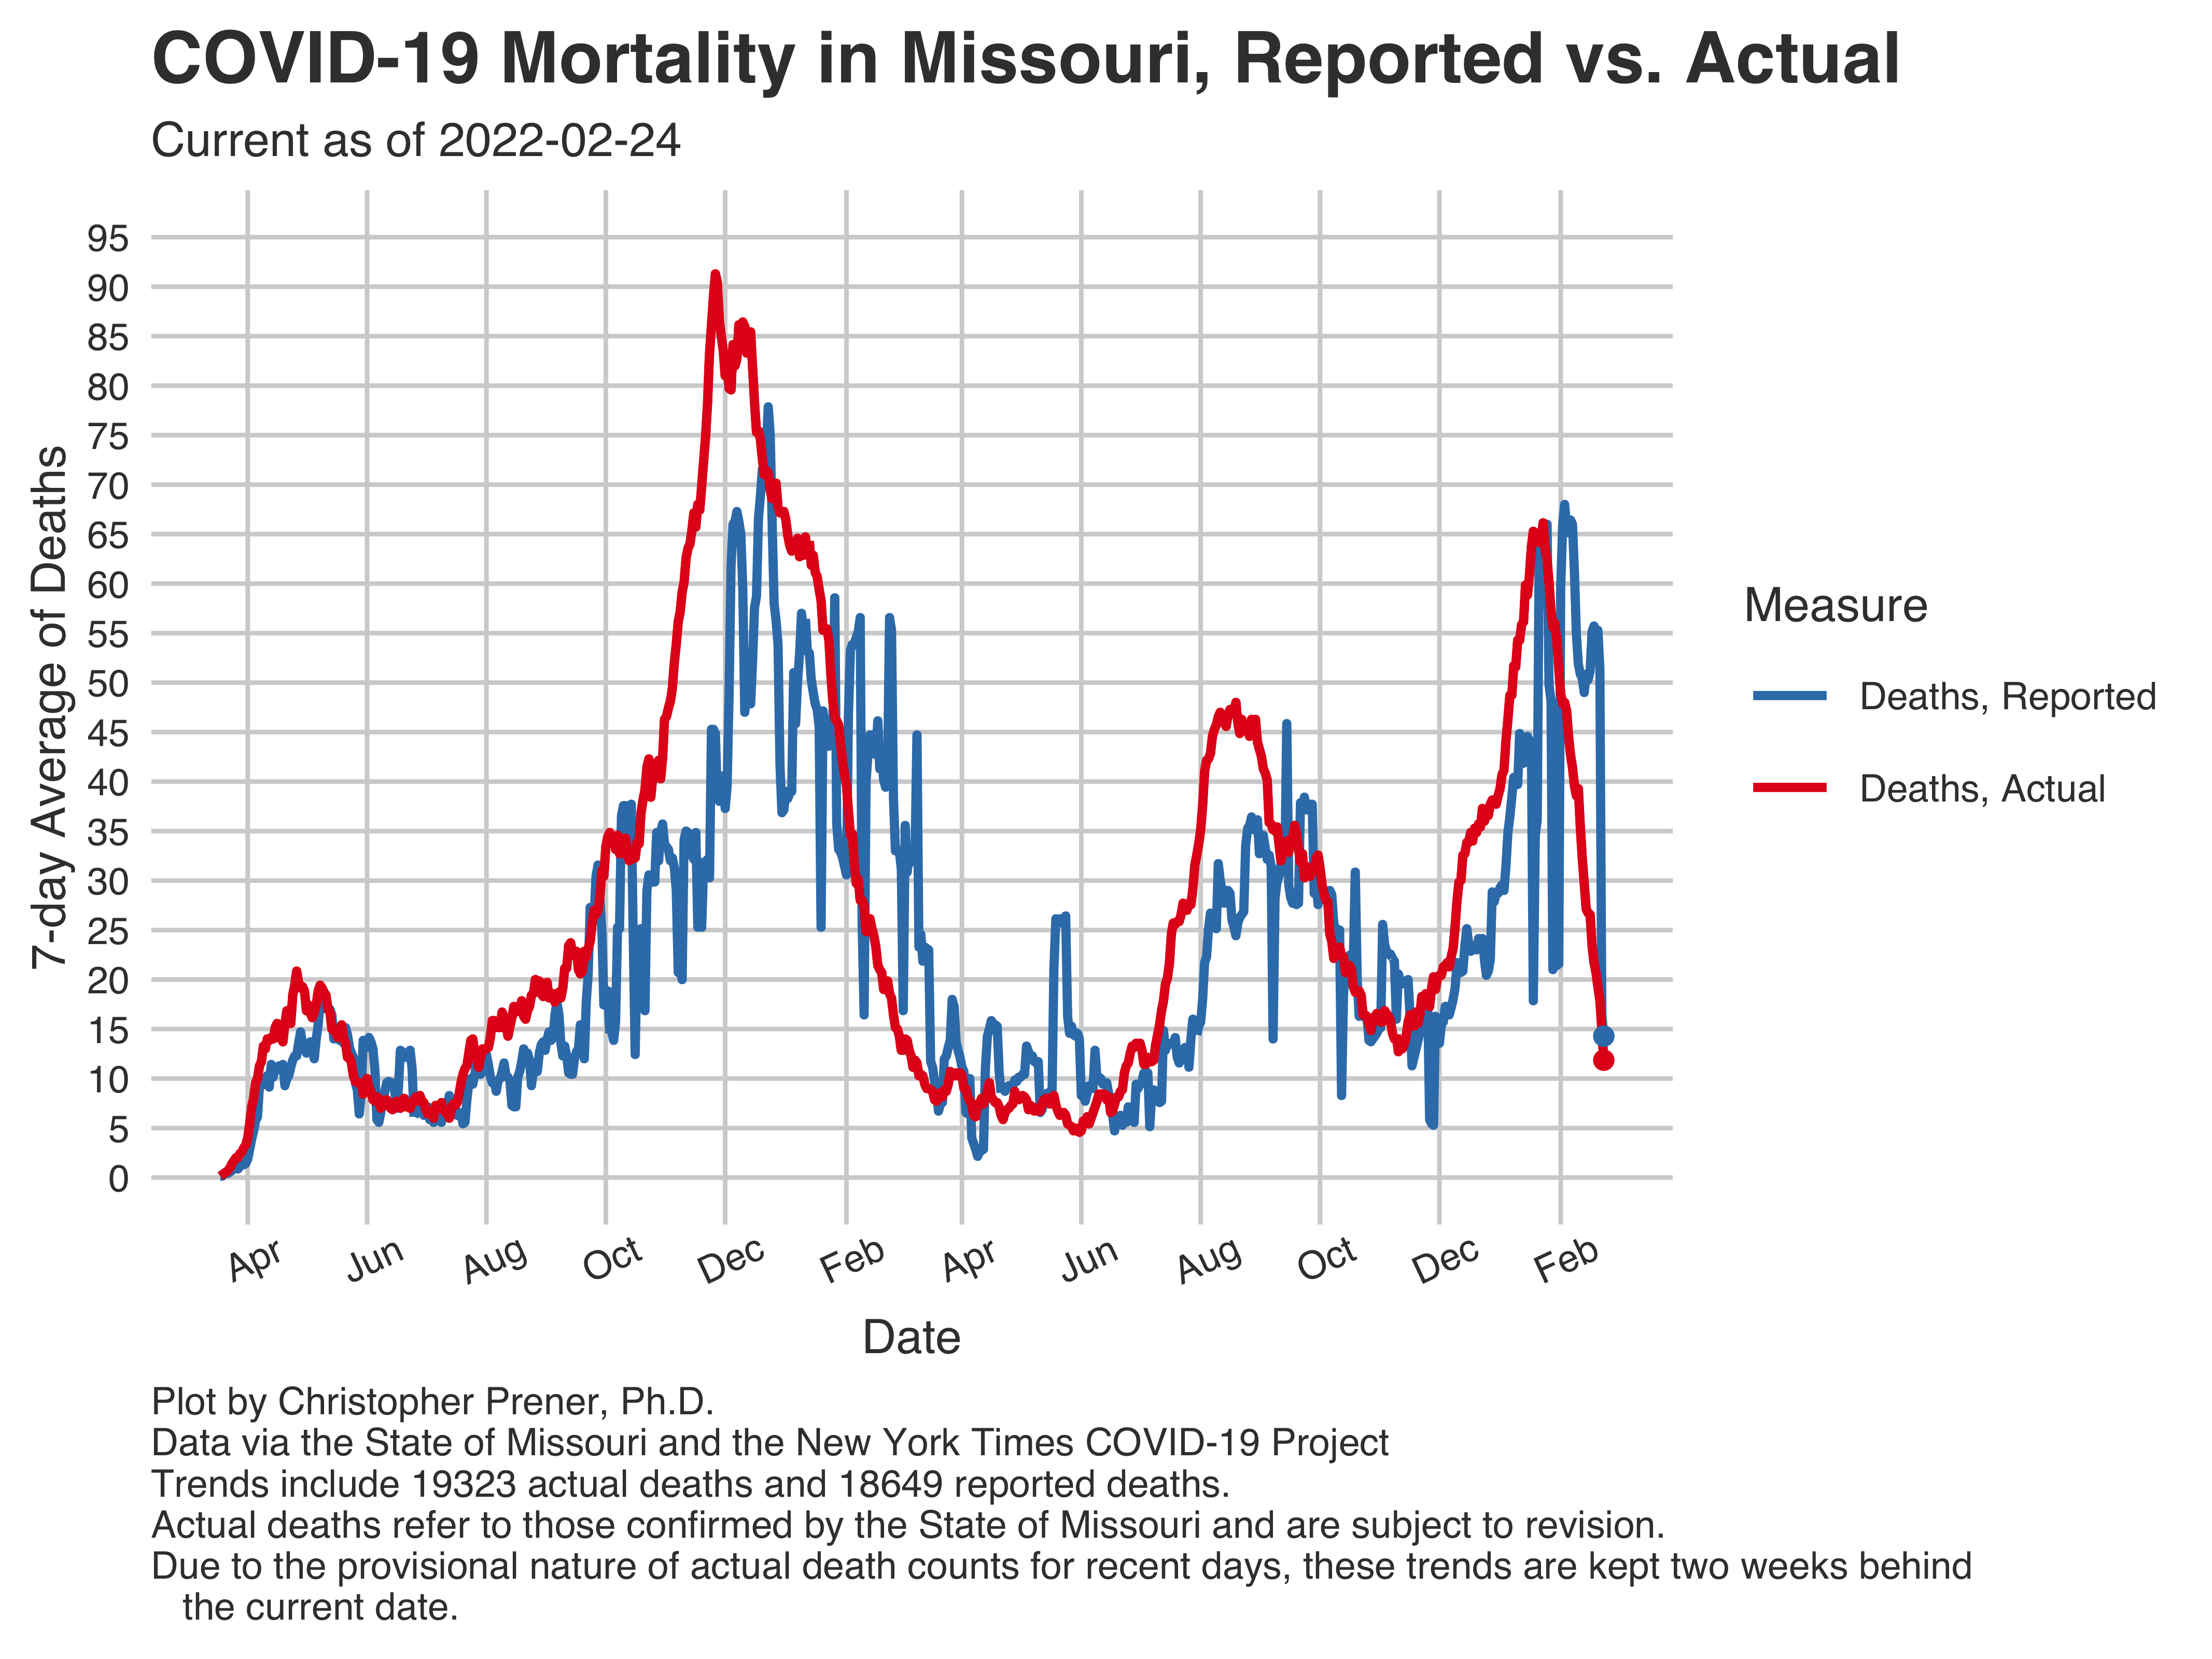 COVID-19 Mortality in Missouri, Reported vs. Actual
Current as of 2022-02-24
7-day Average of Deaths
95
90
85
80
75
70
65
60
55
50
45
40
35
30
25
20
15
10
5
0
Apr
Jun
Aug
Oct
Dec
Feb
Apr
Jun
Aug
Oct
Dec
Feb
Date
Measure
Deaths, Reported
Deaths, Actual
Plot by Christopher Prener, Ph.D.
Data via the State of Missouri and the New York Times COVID-19 Project
Trends include 19323 actual deaths and 18649 reported deaths.
Actual deaths refer to those confirmed by the State of Missouri and are subject to revision.
Due to the provisional nature of actual death counts for recent days, these trends are kept two weeks behind
the current date.